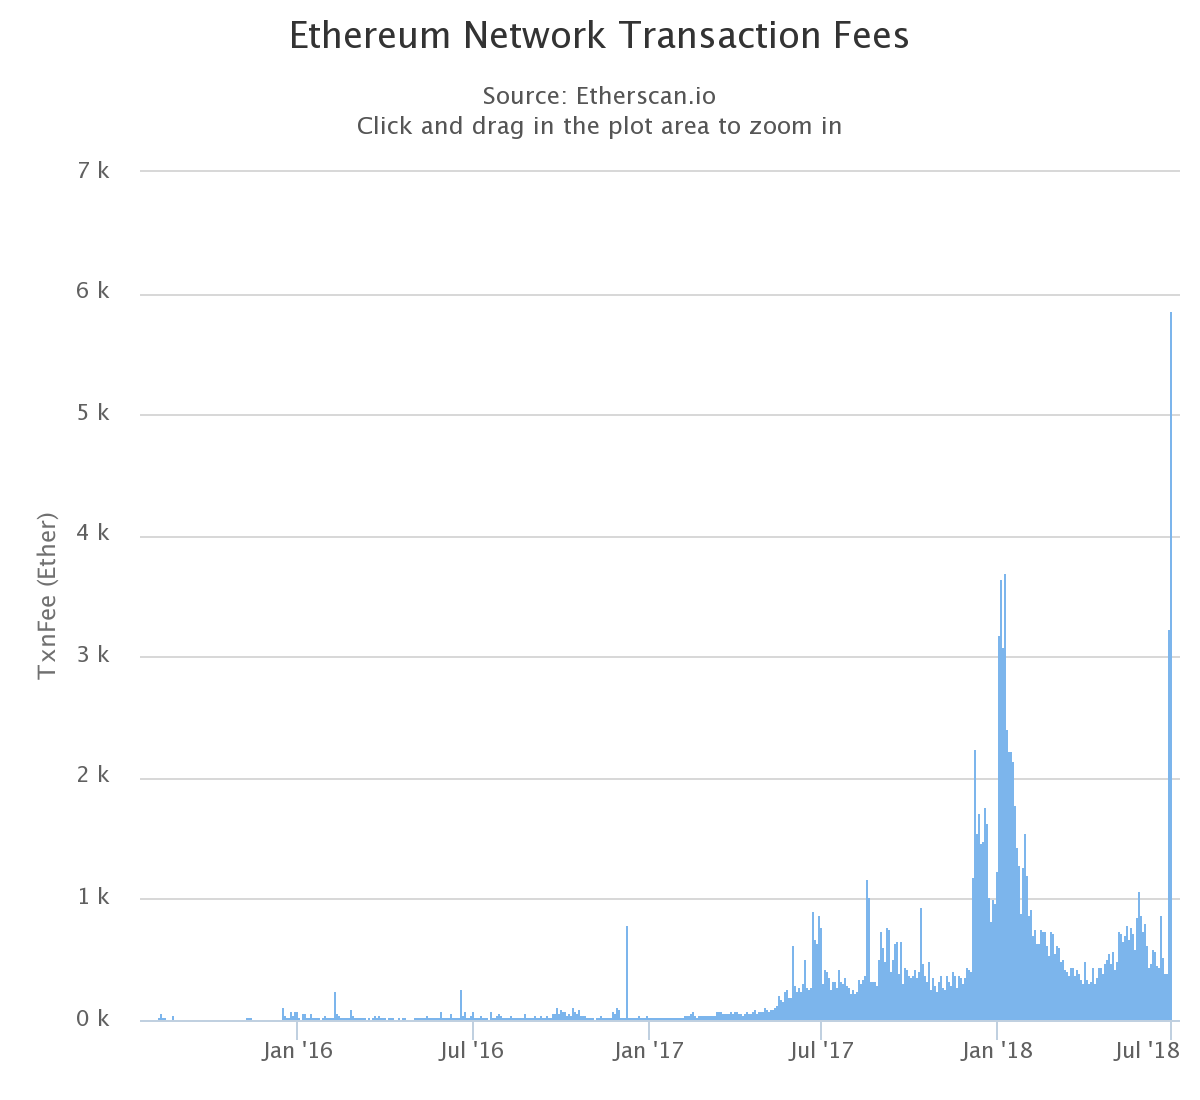 Ethereum Network Transaction Fees
Source: Etherscan.io
Click and drag in the plot area to zoom in
7 k
6 k
5 k
4 k
3 k
2 k
1 k
0 k
TxnFee (Ether)
Jan '16
Jul '16
Jan '17
Jul '17
Jan '18
Jul '18